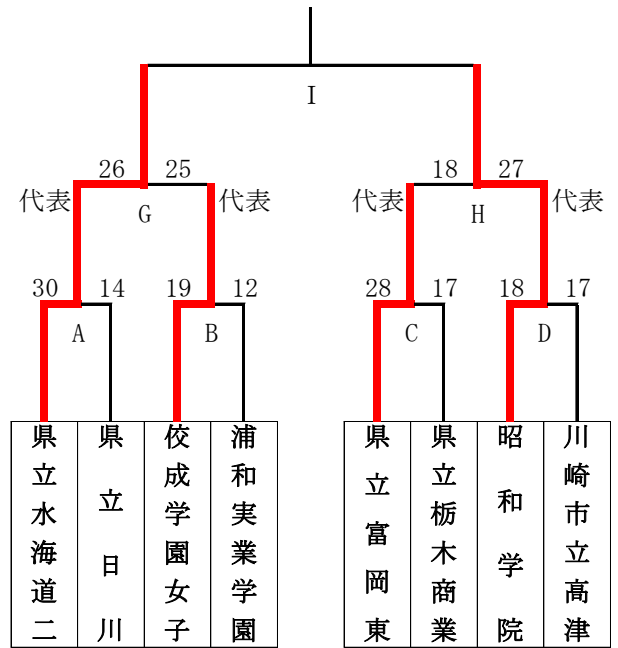 I
26 25 18 27
代表 代表 代表 代表
G H
30 14 19 12 28 17 18 17
A B C D
県立水海道二
県立日川
佼成学園女子
浦和実業学園
県立富岡東
県立栃木商業
昭和学院
川崎市立高津